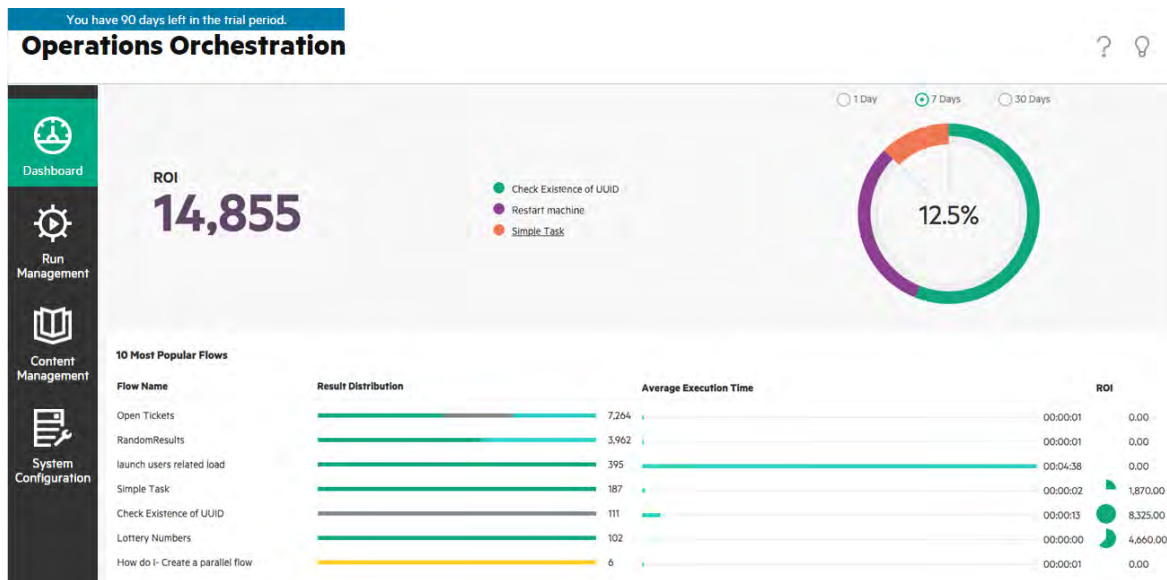 You have 90 days left in the trial period.
Operations Orchestration
?
Dashboard
Run
Management
Content
Management
System
Configuration
1 Day 7 Days 30 Days
ROI
14,855
Check Existence of UUID
Restart machine
Simple Task
12.5%
10 Most Popular Flows
Flow Name Result Distribution Average Execution Time ROI
Open Tickets 7,264 00:00:01 0.00
RandomResults 3,962 00:00:01 0.00
launch users related load 395 00:04:38 0.00
Simple Task 187 00:00:02 1,870.00
Check Existence of UUID 111 00:00:13 8,325.00
Lottery Numbers 102 00:00:00 4,660.00
How do I- Create a parallel flow 6 00:00:01 0.00